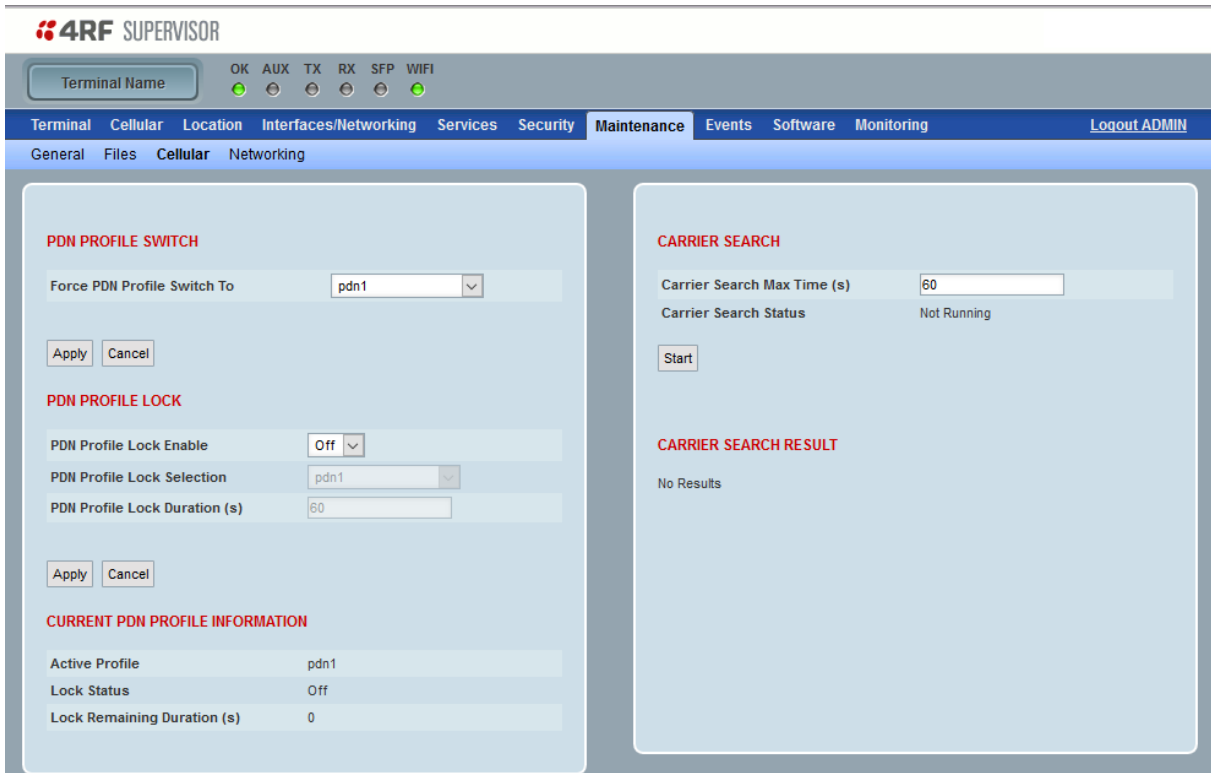 4RF SUPERVISOR
Terminal Name
OK AUX TX RX SFP WIFI
Terminal Cellular Location Interfaces/Networking Services Security Maintenance Events Software Monitoring Logout ADMIN
General Files Cellular Networking
PDN PROFILE SWITCH
Force PDN Profile Switch To pdn1
Apply Cancel
PDN PROFILE LOCK
PDN Profile Lock Enable Off
PDN Profile Lock Selection pdn1
PDN Profile Lock Duration (s) 60
Apply Cancel
CURRENT PDN PROFILE INFORMATION
Active Profile pdn1
Lock Status Off
Lock Remaining Duration (s) 0
CARRIER SEARCH
Carrier Search Max Time (s) 60
Carrier Search Status Not Running
Start
CARRIER SEARCH RESULT
No Results